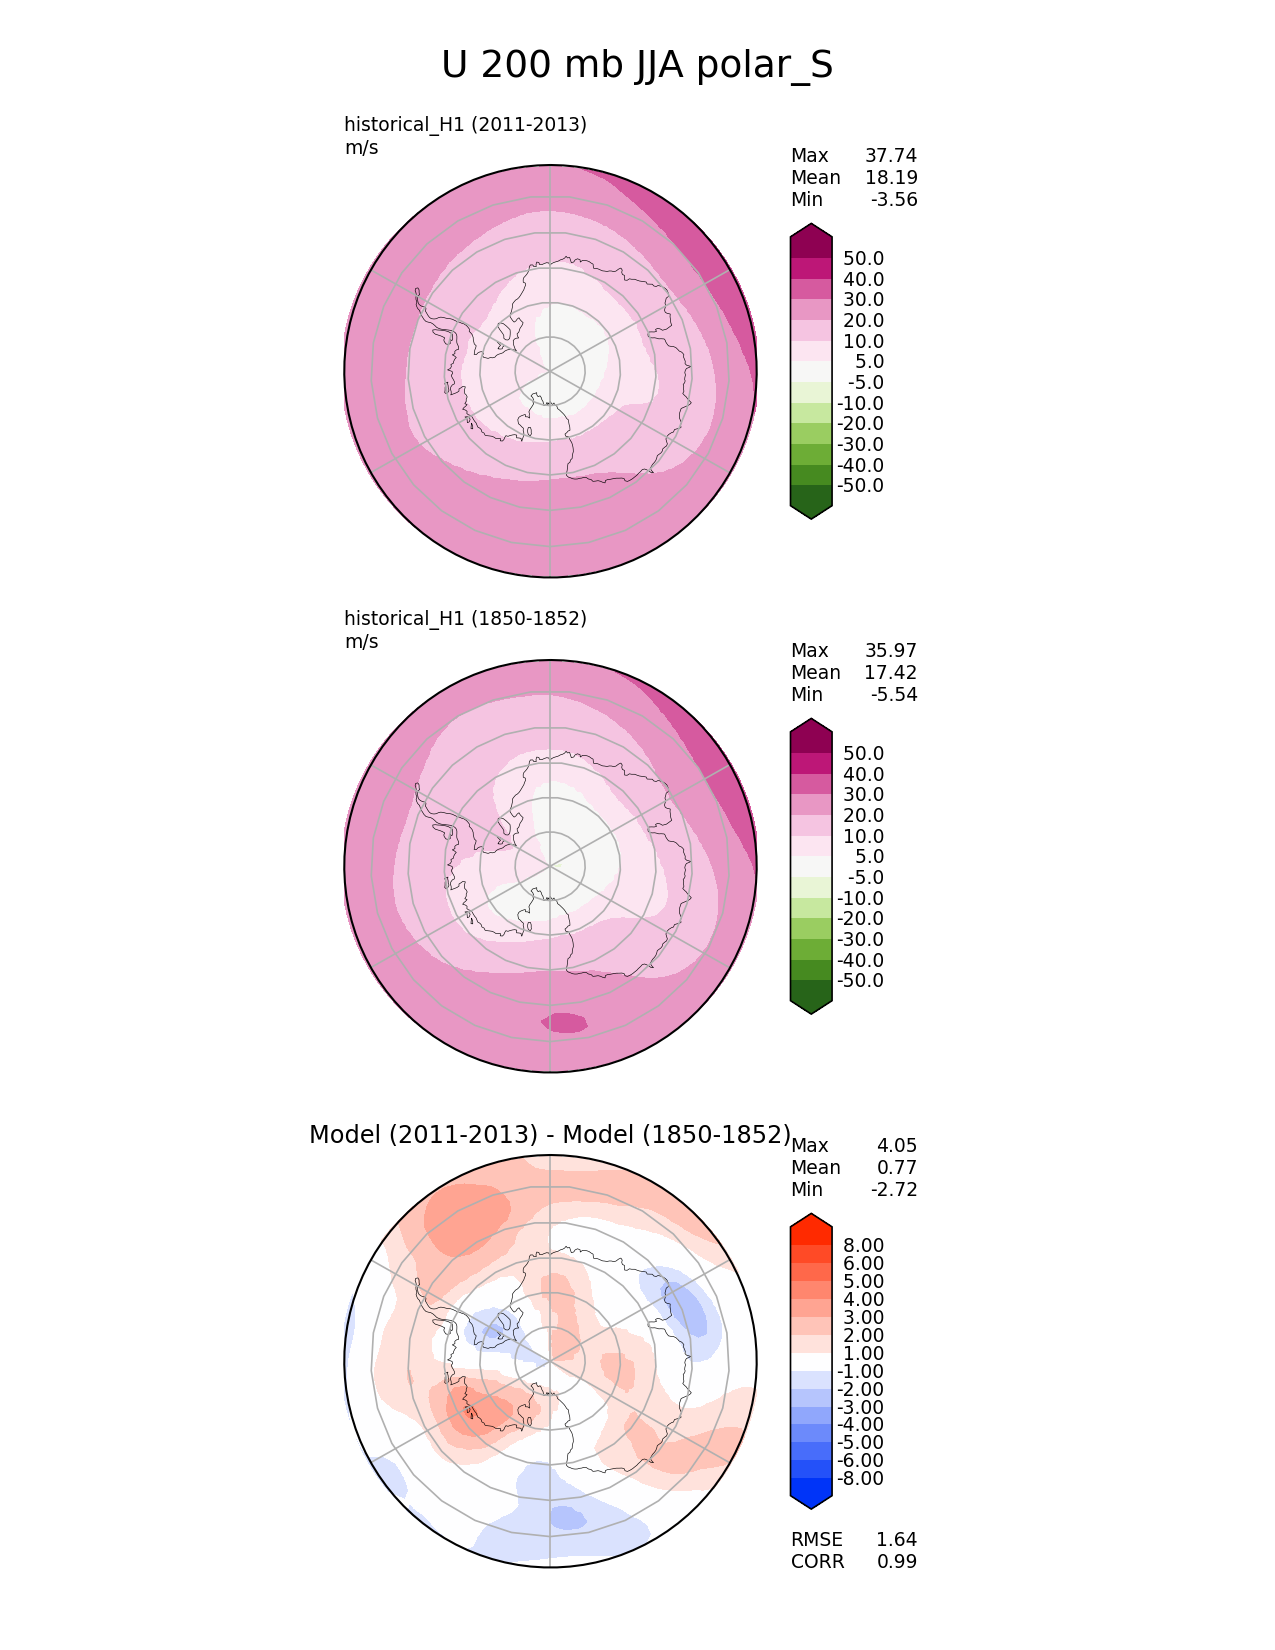 U 200 mb JJA polar_S
historical_H1 (2011-2013)
m/s
Max 37.74
Mean 18.19
Min -3.56
50.0
40.0
30.0
20.0
10.0
5.0
-5.0
-10.0
-20.0
-30.0
-40.0
-50.0
historical_H1 (1850-1852)
m/s
Max 35.97
Mean 17.42
Min -5.54
50.0
40.0
30.0
20.0
10.0
5.0
-5.0
-10.0
-20.0
-30.0
-40.0
-50.0
Model (2011-2013) - Model (1850-1852)
Max 4.05
Mean 0.77
Min -2.72
8.00
6.00
5.00
4.00
3.00
2.00
1.00
-1.00
-2.00
-3.00
-4.00
-5.00
-6.00
-8.00
RMSE 1.64
CORR 0.99